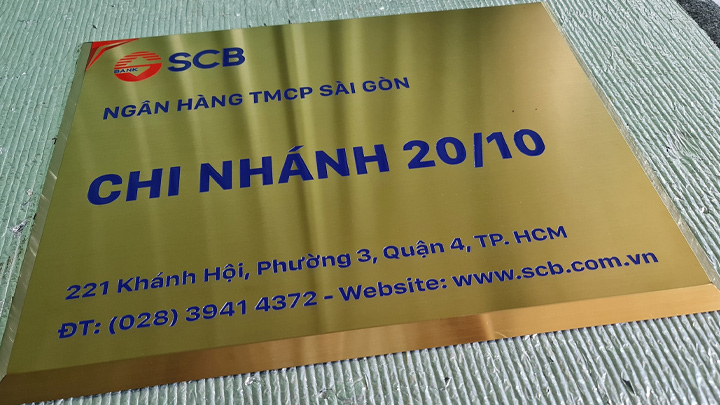 BANK SCB
NGÂN HÀNG TMCP SÀI GÒN
CHI NHÁNH 20/10
221 Khánh Hội, Phường 3, Quận 4, TP. HCM
ĐT: (028) 3941 4372 - Website: www.scb.com.vn